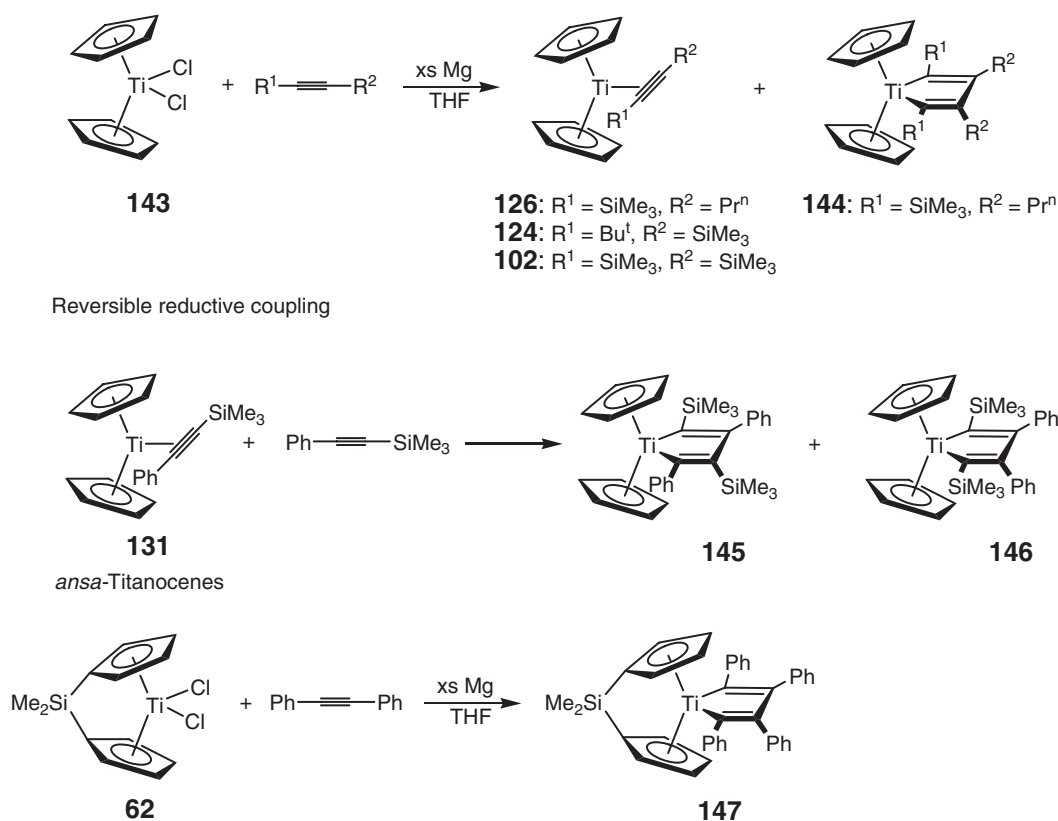 Cl
Ti
Cl
+
R¹
R²
xs Mg
THF
R²
Ti
R¹
+
R¹
R²
Ti
R¹
R²
143
126: R¹ = SiMe₃, R² = Prⁿ
124: R¹ = Buᵗ, R² = SiMe₃
102: R¹ = SiMe₃, R² = SiMe₃
144: R¹ = SiMe₃, R² = Prⁿ
Reversible reductive coupling
SiMe₃
Ti
Ph
+
Ph
SiMe₃
SiMe₃
Ph
Ti
Ph
SiMe₃
+
SiMe₃
Ph
Ti
SiMe₃
Ph
131
145
146
ansa-Titanocenes
Me₂Si
Ti
Cl
Cl
+
Ph
Ph
xs Mg
THF
Me₂Si
Ti
Ph
Ph
Ph
Ph
62
147